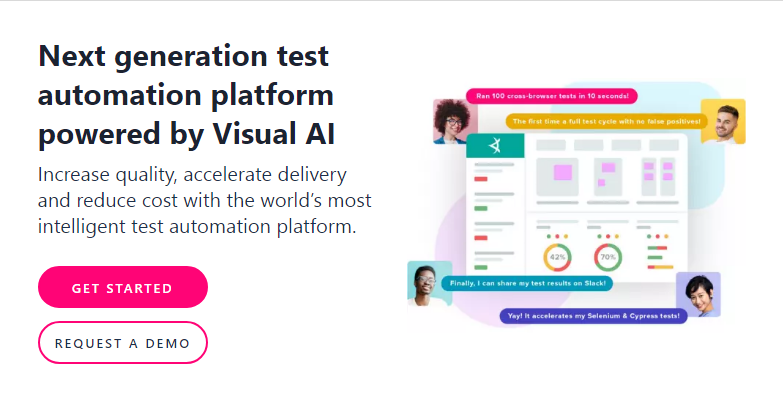 Next generation test
automation platform
powered by Visual AI
Increase quality, accelerate delivery
and reduce cost with the world’s most
intelligent test automation platform.
GET STARTED
REQUEST A DEMO
Ran 100 cross-browser tests in 10 seconds!
The first time a full test cycle with no false positives!
42%
70%
Finally, I can share my test results on Slack!
Yay! It accelerates my Selenium & Cypress tests!